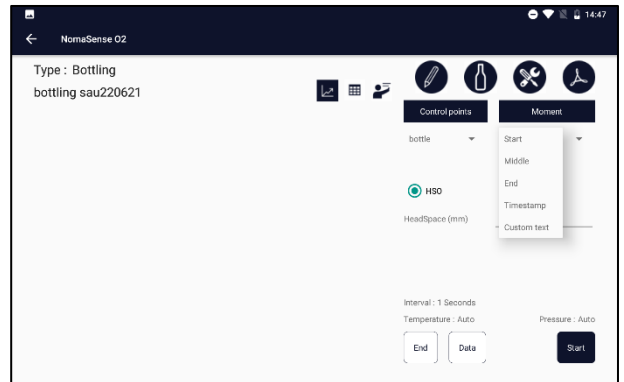 14:47
NomaSense O2
Type : Bottling
bottling sau220621
Control points
Moment
bottle
Start
Middle
End
Timestamp
Custom text
HSO
HeadSpace (mm)
Interval : 1 Seconds
Temperature : Auto
Pressure : Auto
End
Data
Start